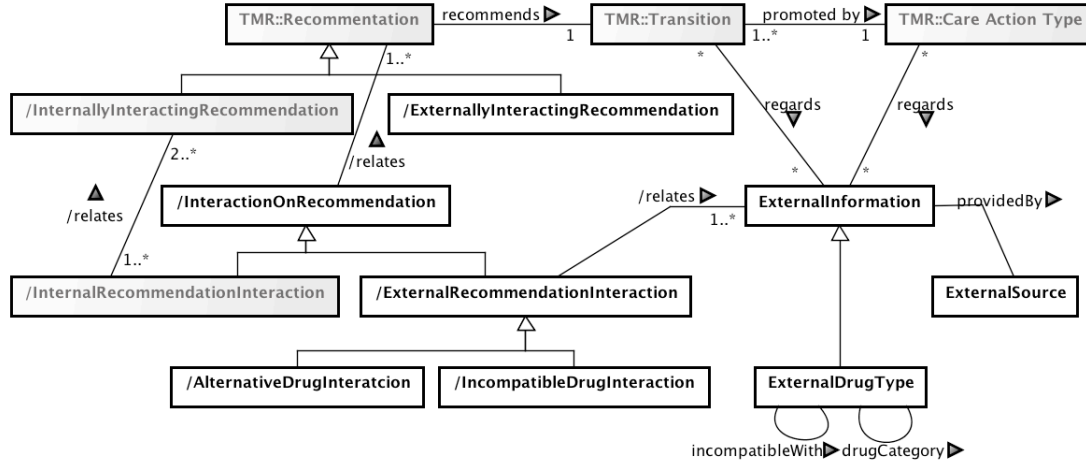 TMR::Recommentation
recommends
1
TMR::Transition
1..*
promoted by
1
TMR::Care Action Type
1..*
*
*
/InternallyInteractingRecommendation
/ExternallyInteractingRecommendation
regards
regards
2..*
/relates
/relates
*
*
/InteractionOnRecommendation
/relates
1..*
ExternalInformation
providedBy
1..*
/InternalRecommendationInteraction
/ExternalRecommendationInteraction
ExternalSource
/AlternativeDrugInteratcion
/IncompatibleDrugInteraction
ExternalDrugType
incompatibleWith
drugCategory